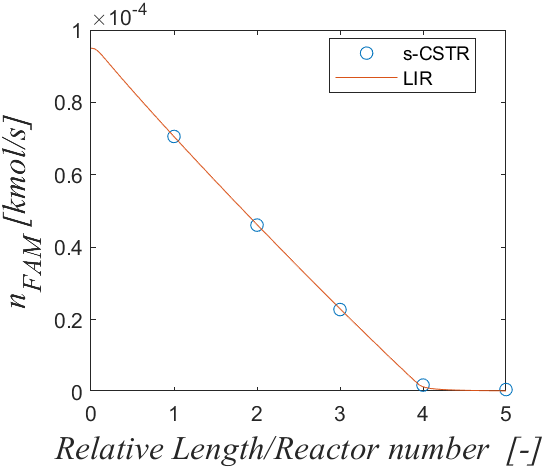 ×10-4
1
0.8
0.6
0.4
0.2
0
0 1 2 3 4 5
s-CSTR
LIR
nFAM [kmol/s]
Relative Length/Reactor number [-]